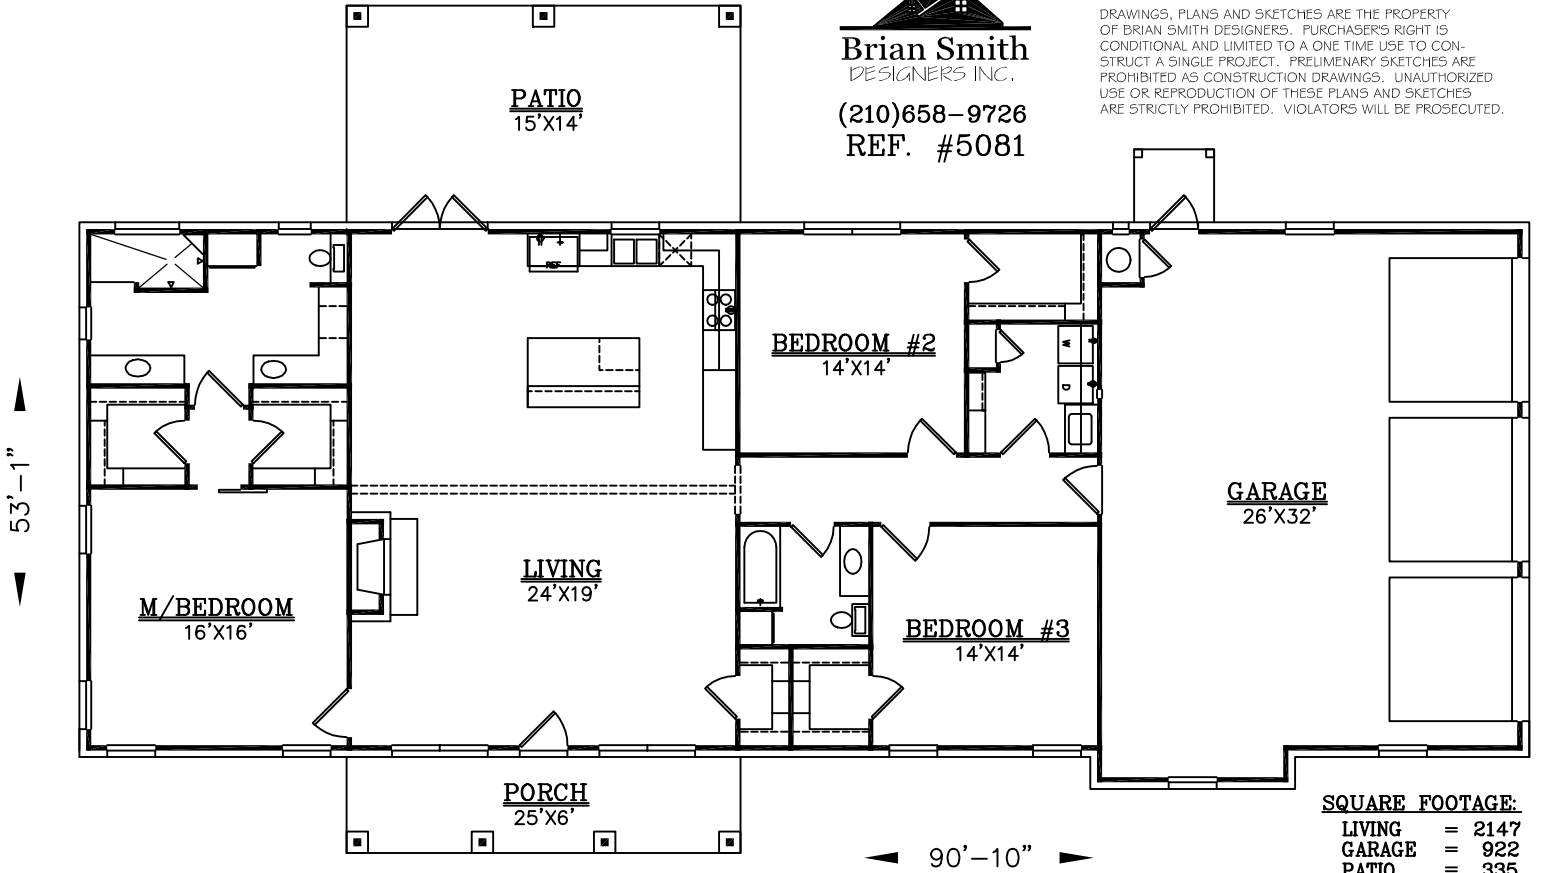 DRAWINGS, PLANS AND SKETCHES ARE THE PROPERTY
OF BRIAN SMITH DESIGNERS. PURCHASER'S RIGHT IS
CONDITIONAL AND LIMITED TO A ONE TIME USE TO CON-
STRUCT A SINGLE PROJECT. PRELIMENARY SKETCHES ARE
PROHIBITED AS CONSTRUCTION DRAWINGS. UNAUTHORIZED
USE OR REPRODUCTION OF THESE PLANS AND SKETCHES
ARE STRICTLY PROHIBITED. VIOLATORS WILL BE PROSECUTED.
Brian Smith
DESIGNERS INC.
(210)658-9726
REF. #5081
PATIO
15'X14'
REF
BEDROOM #2
14'X14'
W
D
GARAGE
26'X32'
53'-1"
M/BEDROOM
16'X16'
LIVING
24'X19'
BEDROOM #3
14'X14'
PORCH
25'X6'
90'-10"
SQUARE FOOTAGE:
LIVING = 2147
GARAGE = 922
PATIO = 335